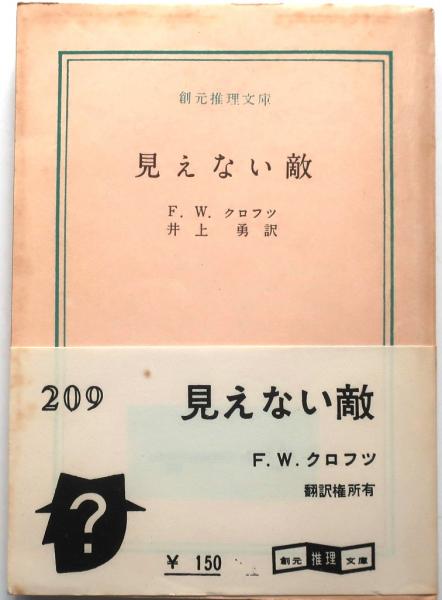 創元推理文庫
見えない敵
F. W. クロフツ
井上 勇訳
209
見えない敵
F. W. クロフツ
翻訳権所有
?
¥ 150
創元 推理 文庫